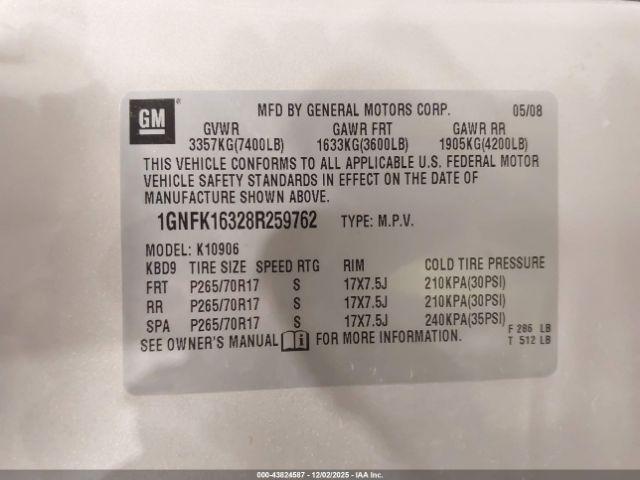 GM ®
MFD BY GENERAL MOTORS CORP. 05/08
GVWR GAWR FRT GAWR RR
3357KG(7400LB) 1633KG(3600LB) 1905KG(4200LB)
THIS VEHICLE CONFORMS TO ALL APPLICABLE U.S. FEDERAL MOTOR
VEHICLE SAFETY STANDARDS IN EFFECT ON THE DATE OF
MANUFACTURE SHOWN ABOVE.
1GNFK16328R259762 TYPE: M.P.V.
MODEL: K10906
KBD9 TIRE SIZE SPEED RTG RIM COLD TIRE PRESSURE
FRT P265/70R17 S 17X7.5J 210KPA(30PSI)
RR P265/70R17 S 17X7.5J 210KPA(30PSI)
SPA P265/70R17 S 17X7.5J 240KPA(35PSI)
SEE OWNER'S MANUAL i FOR MORE INFORMATION.
F 286 LB
T 512 LB
000-43824587 - 12/02/2025 - IAAI, Inc.